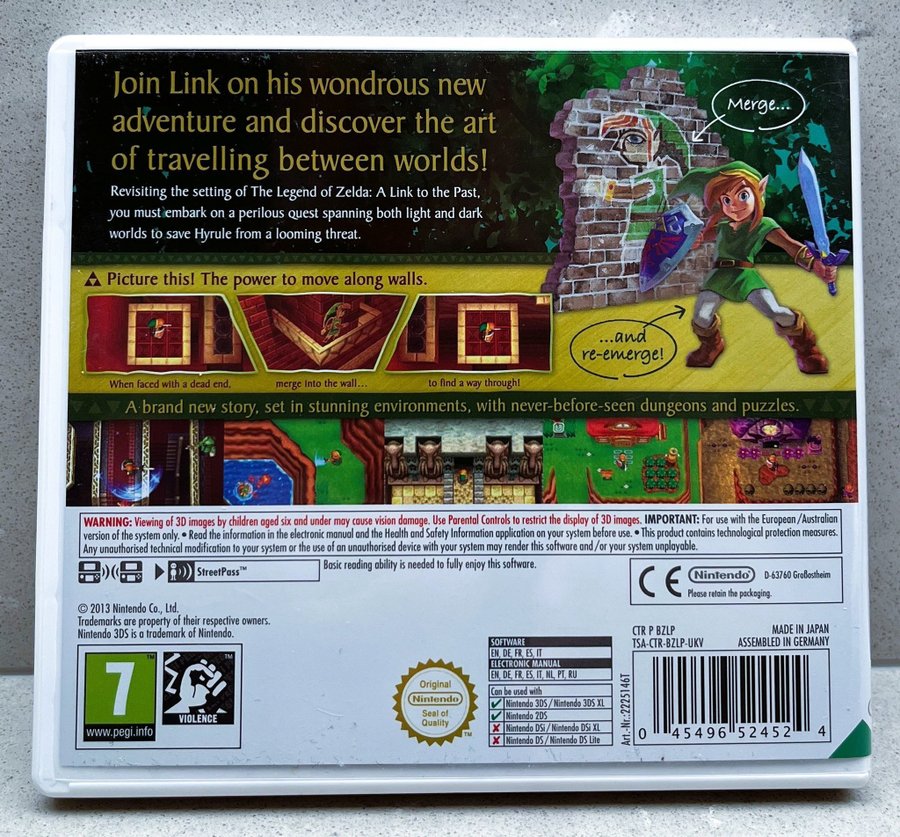 Join Link on his wondrous new
adventure and discover the art
of travelling between worlds!
Revisiting the setting of The Legend of Zelda: A Link to the Past,
you must embark on a perilous quest spanning both light and dark
worlds to save Hyrule from a looming threat.
Merge...
Picture this! The power to move along walls.
...and
re-emerge!
When faced with a dead end,
merge into the wall...
to find a way through!
A brand new story, set in stunning environments, with never-before-seen dungeons and puzzles.
WARNING: Viewing of 3D images by children aged six and under may cause vision damage. Use Parental Controls to restrict the display of 3D images. IMPORTANT: For use with the European/Australian
version of the system only. • Read the information in the electronic manual and the Health and Safety Information application on your system before use. • This product contains technological protection measures.
Any unauthorised technical modification to your system or the use of an unauthorised device with your system may render this software and/or your system unplayable.
StreetPass™
Basic reading ability is needed to fully enjoy this software.
CE Nintendo® D-63760 Großostheim
Please retain the packaging.
© 2013 Nintendo Co., Ltd.
Trademarks are property of their respective owners.
Nintendo 3DS is a trademark of Nintendo.
CTR P BZLP
TSA-CTR-BZLP-UKV
MADE IN JAPAN
ASSEMBLED IN GERMANY
7
www.pegi.info
VIOLENCE
Original
Nintendo
Seal of
Quality
SOFTWARE
EN, DE, FR, ES, IT
ELECTRONIC MANUAL
EN, DE, FR, ES, IT, NL, PT, RU
Can be used with
Nintendo 3DS / Nintendo 3DS XL
Nintendo 2DS
Nintendo DSi / Nintendo DSi XL
Nintendo DS / Nintendo DS Lite
Art.-Nr.: 2225146T
0 45496 52452 4